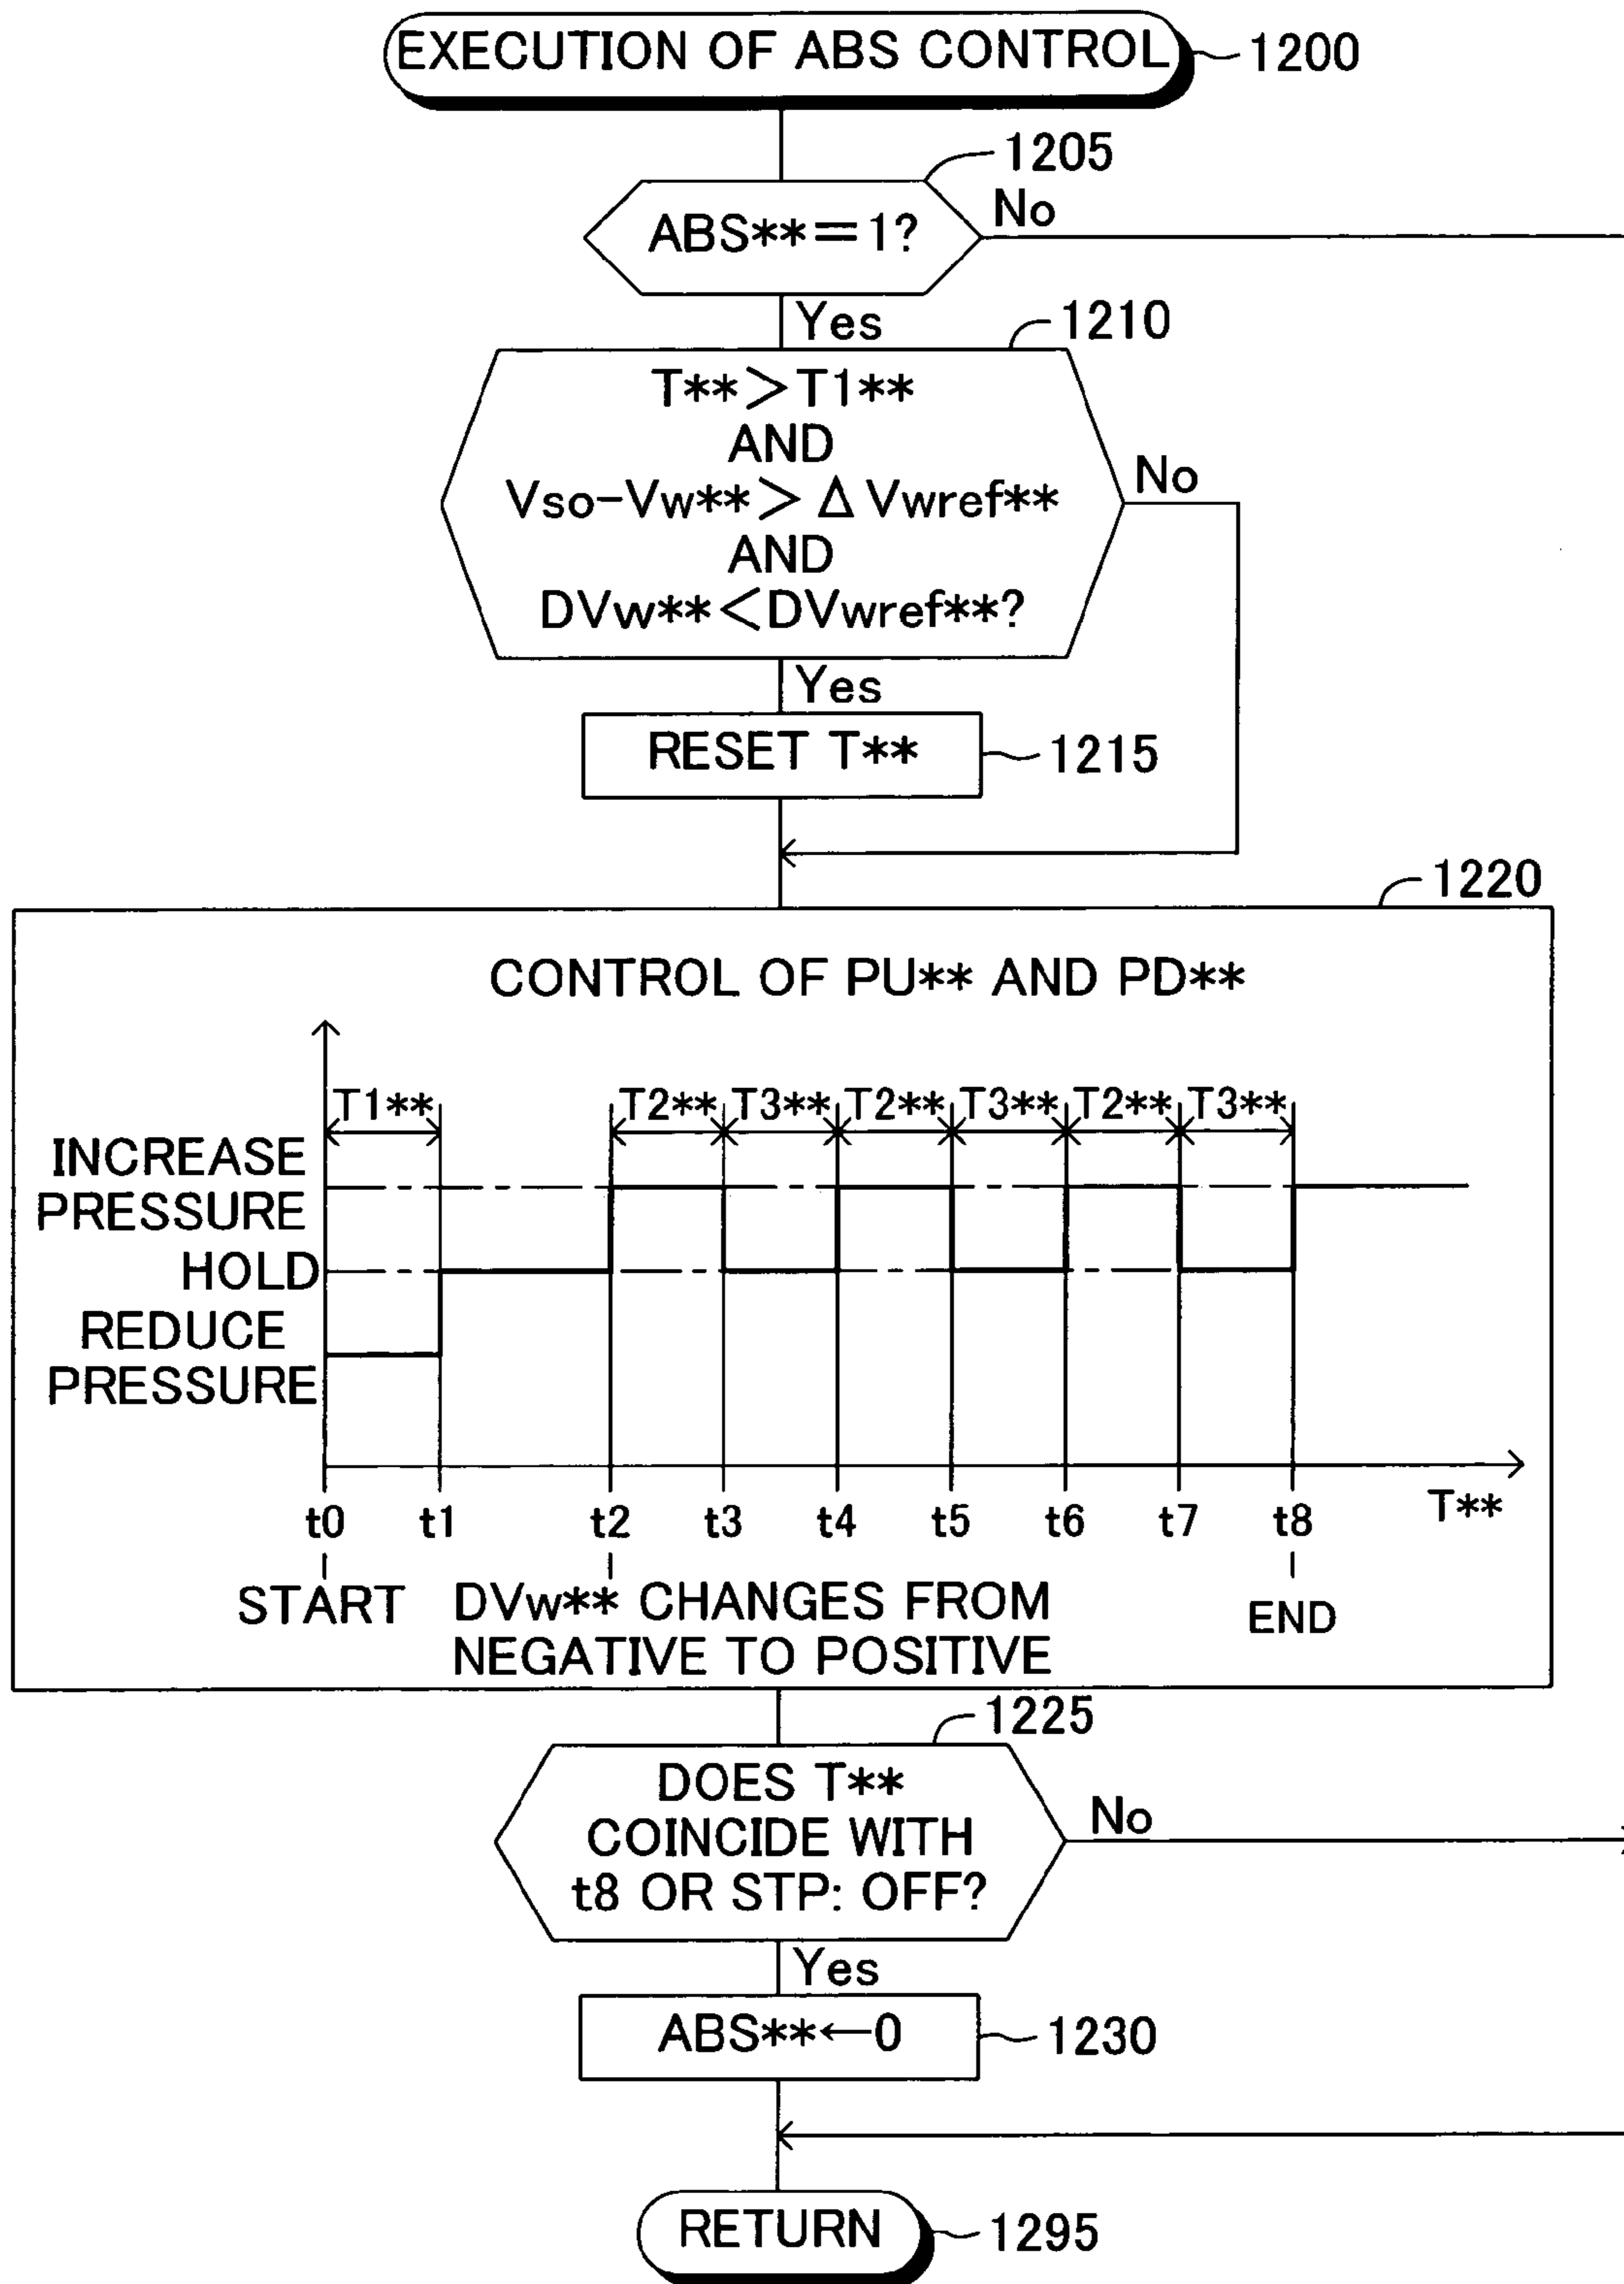 EXECUTION OF ABS CONTROL
1200
1205
ABS**=1?
No
Yes
1210
T**>T1**
AND
Vso-Vw**>Δ Vwref**
AND
DVw**<DVwref**?
No
Yes
RESET T**
1215
1220
CONTROL OF PU** AND PD**
T1** T2** T3** T2** T3** T2** T3**
INCREASE
PRESSURE
HOLD
REDUCE
PRESSURE
t0 t1 t2 t3 t4 t5 t6 t7 t8 T**
START
DVw** CHANGES FROM
NEGATIVE TO POSITIVE
END
1225
DOES T**
COINCIDE WITH
t8 OR STP: OFF?
No
Yes
ABS**←0
1230
RETURN
1295